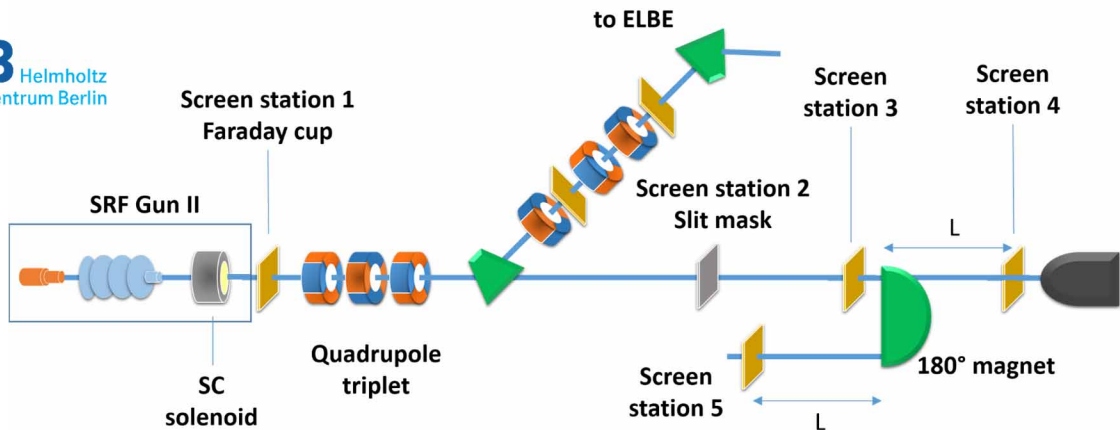 to ELBE
B Helmholtz
entrum Berlin
Screen station 1
Faraday cup
Screen
station 3
Screen
station 4
SRF Gun II
Screen station 2
Slit mask
L
Quadrupole
triplet
SC
solenoid
Screen
station 5
180° magnet
L